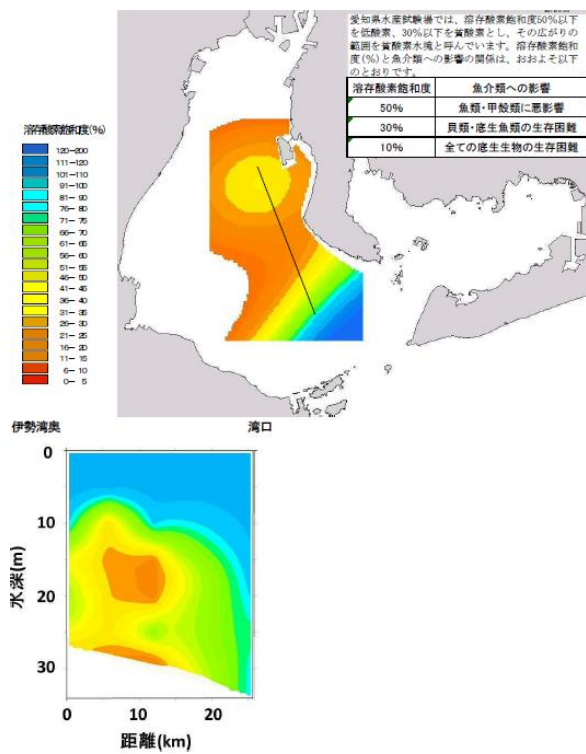 愛知県水産試験場では、溶存酸素飽和度50%以下
を低酸素、30%以下を貧酸素とし、その広がりの
範囲を貧酸素水塊と呼んでいます。溶存酸素飽和
度(%)と魚介類への影響の関係は、おおよそ以下
のとおりです。
溶存酸素飽和度 魚介類への影響
50% 魚類・甲殻類に悪影響
30% 貝類・底生魚類の生存困難
10% 全ての底生生物の生存困難
溶存酸素飽和度(%)
120-200
111-120
101-110
91-100
81-90
76-80
71-75
66-70
61-65
56-60
51-55
46-50
41-45
36-40
31-35
26-30
21-25
16-20
11-15
6-10
0-5
伊勢湾奥 湾口
0
10
20
30
水深(m)
0 10 20
距離(km)